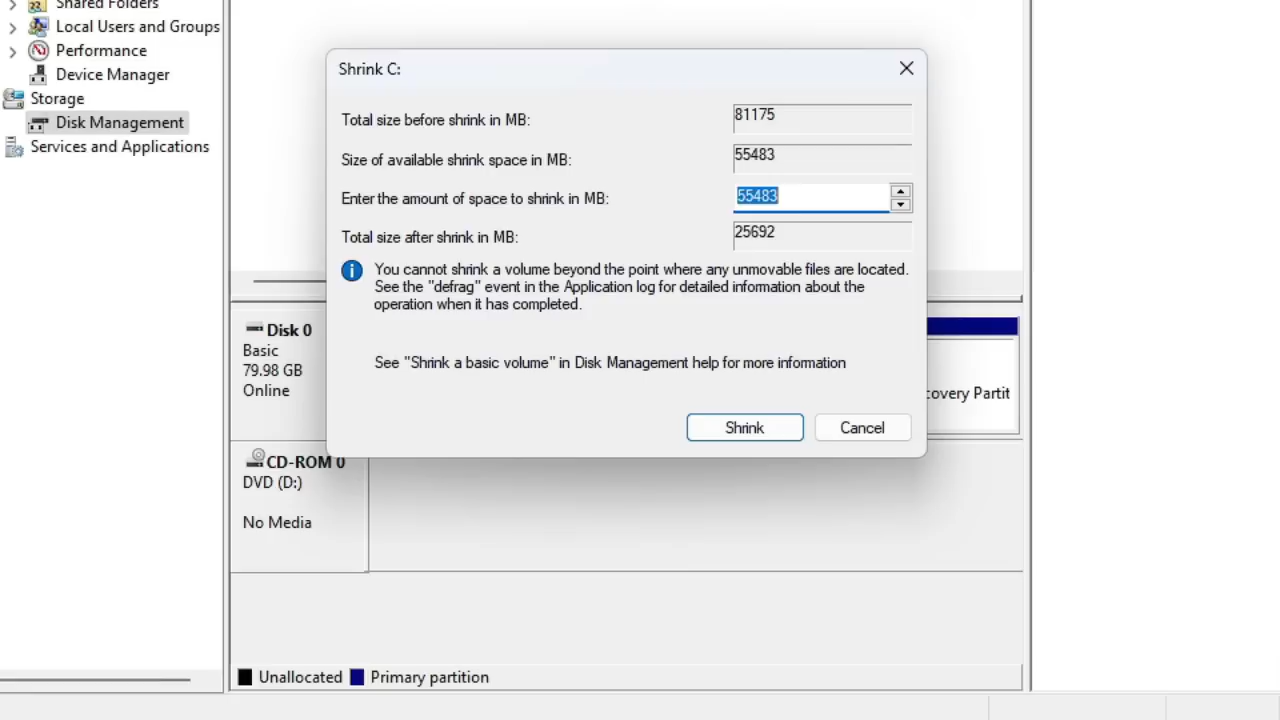 Shared Folders
Local Users and Groups
Performance
Device Manager
Storage
Disk Management
Services and Applications
Shrink C:
Total size before shrink in MB: 81175
Size of available shrink space in MB: 55483
Enter the amount of space to shrink in MB: 55483
Total size after shrink in MB: 25692
You cannot shrink a volume beyond the point where any unmovable files are located.
See the "defrag" event in the Application log for detailed information about the
operation when it has completed.
See "Shrink a basic volume" in Disk Management help for more information
Shrink Cancel
Disk 0
Basic
79.98 GB
Online
covery Partit
CD-ROM 0
DVD (D:)
No Media
Unallocated Primary partition